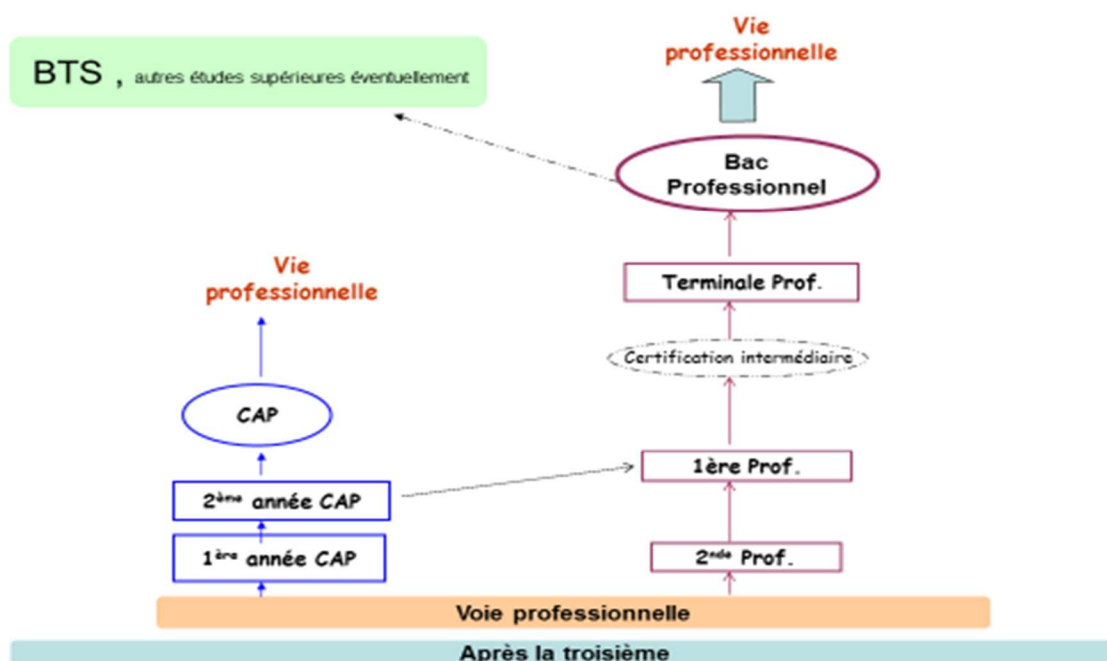 Vie
professionnelle
BTS , autres études supérieures éventuellement
Bac
Professionnel
Vie
professionnelle
Terminale Prof.
Certification intermédiaire
CAP
1ère Prof.
2ème année CAP
2nde Prof.
1ère année CAP
Voie professionnelle
Après la troisième